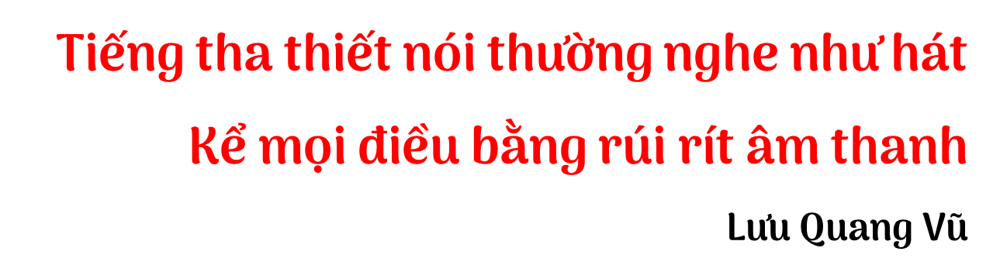 Tiếng tha thiết nói thường nghe như hát
Kể mọi điều bằng rúi rít âm thanh
Lưu Quang Vũ